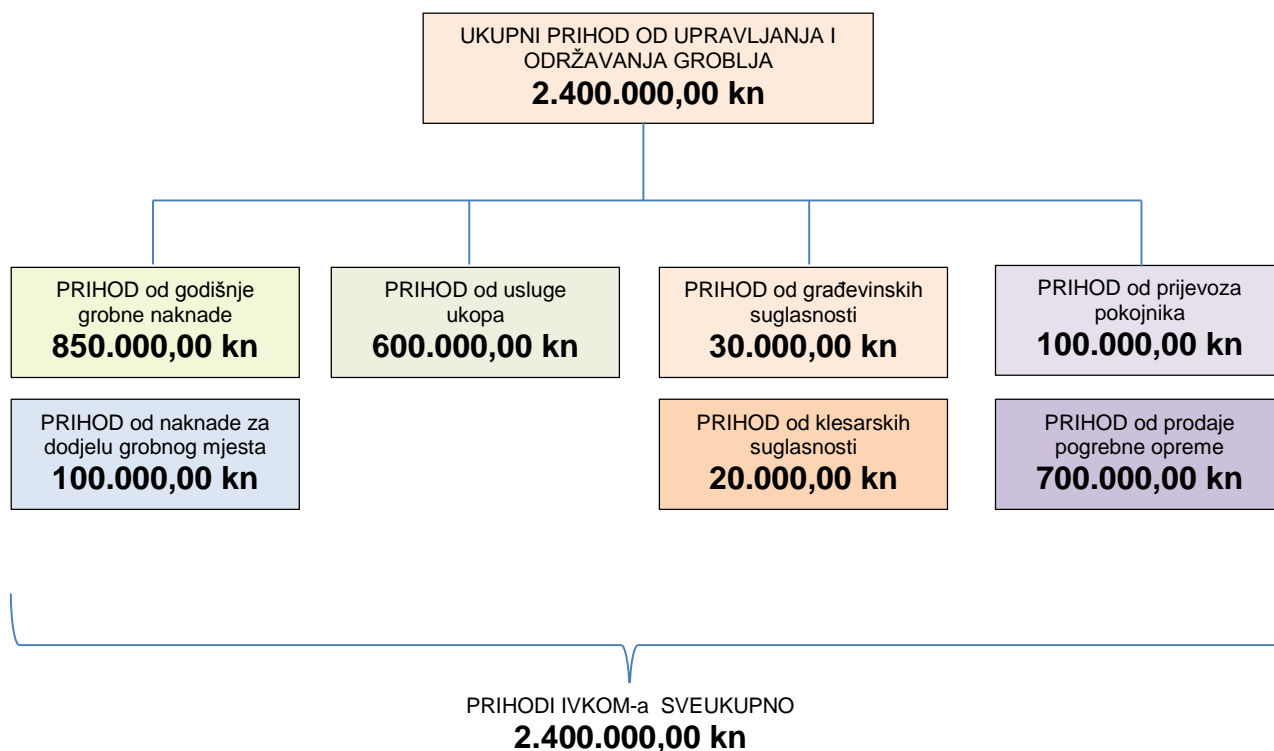 UKUPNI PRIHOD OD UPRAVLJANJA I
ODRŽAVANJA GROBLJA
2.400.000,00 kn
PRIHOD od godišnje
grobne naknade
850.000,00 kn
PRIHOD od usluge
ukopa
600.000,00 kn
PRIHOD od građevinskih
suglasnosti
30.000,00 kn
PRIHOD od prijevoza
pokojnika
100.000,00 kn
PRIHOD od naknade za
dodjelu grobnog mjesta
100.000,00 kn
PRIHOD od klesarskih
suglasnosti
20.000,00 kn
PRIHOD od prodaje
pogrebne opreme
700.000,00 kn
PRIHODI IVKOM-a SVEUKUPNO
2.400.000,00 kn